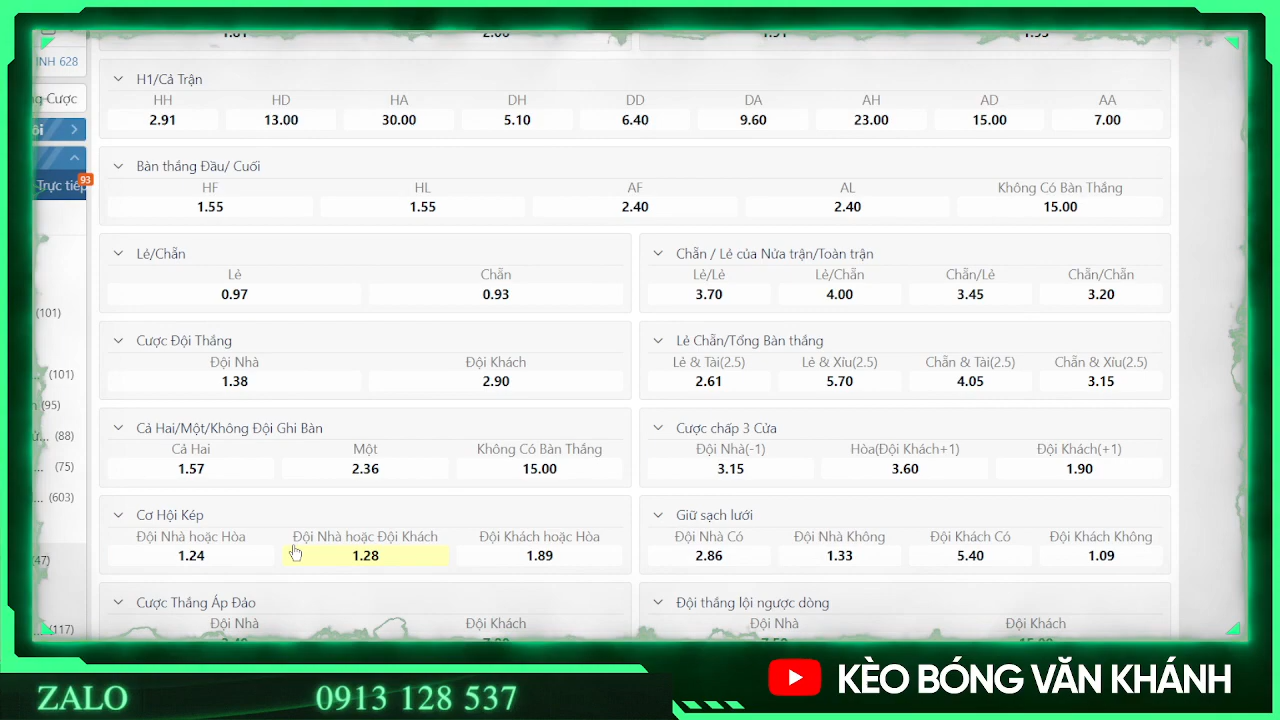 INH 628
ng Cược
Trực tiếp
93
(101)
(101)
(95)
(88)
(75)
(603)
(47)
(117)
H1/Cả Trận
HH HD HA DH DD DA AH AD AA
2.91 13.00 30.00 5.10 6.40 9.60 23.00 15.00 7.00
Bàn thắng Đầu/ Cuối
HF HL AF AL Không Có Bàn Thắng
1.55 1.55 2.40 2.40 15.00
Lẻ/Chẵn
Lẻ Chẵn
0.97 0.93
Chẵn / Lẻ của Nửa trận/Toàn trận
Lẻ/Lẻ Lẻ/Chẵn Chẵn/Lẻ Chẵn/Chẵn
3.70 4.00 3.45 3.20
Cược Đội Thắng
Đội Nhà Đội Khách
1.38 2.90
Lẻ Chẵn/Tổng Bàn thắng
Lẻ & Tài(2.5) Lẻ & Xỉu(2.5) Chẵn & Tài(2.5) Chẵn & Xỉu(2.5)
2.61 5.70 4.05 3.15
Cả Hai/Một/Không Đội Ghi Bàn
Cả Hai Một Không Có Bàn Thắng
1.57 2.36 15.00
Cược chấp 3 Cửa
Đội Nhà(-1) Hòa(Đội Khách+1) Đội Khách(+1)
3.15 3.60 1.90
Cơ Hội Kép
Đội Nhà hoặc Hòa Đội Nhà hoặc Đội Khách Đội Khách hoặc Hòa
1.24 1.28 1.89
Giữ sạch lưới
Đội Nhà Có Đội Nhà Không Đội Khách Có Đội Khách Không
2.86 1.33 5.40 1.09
Cược Thắng Áp Đảo
Đội Nhà Đội Khách
Đội thắng lội ngược dòng
Đội Nhà Đội Khách
KÈO BÓNG VĂN KHÁNH
ZALO 0913 128 537